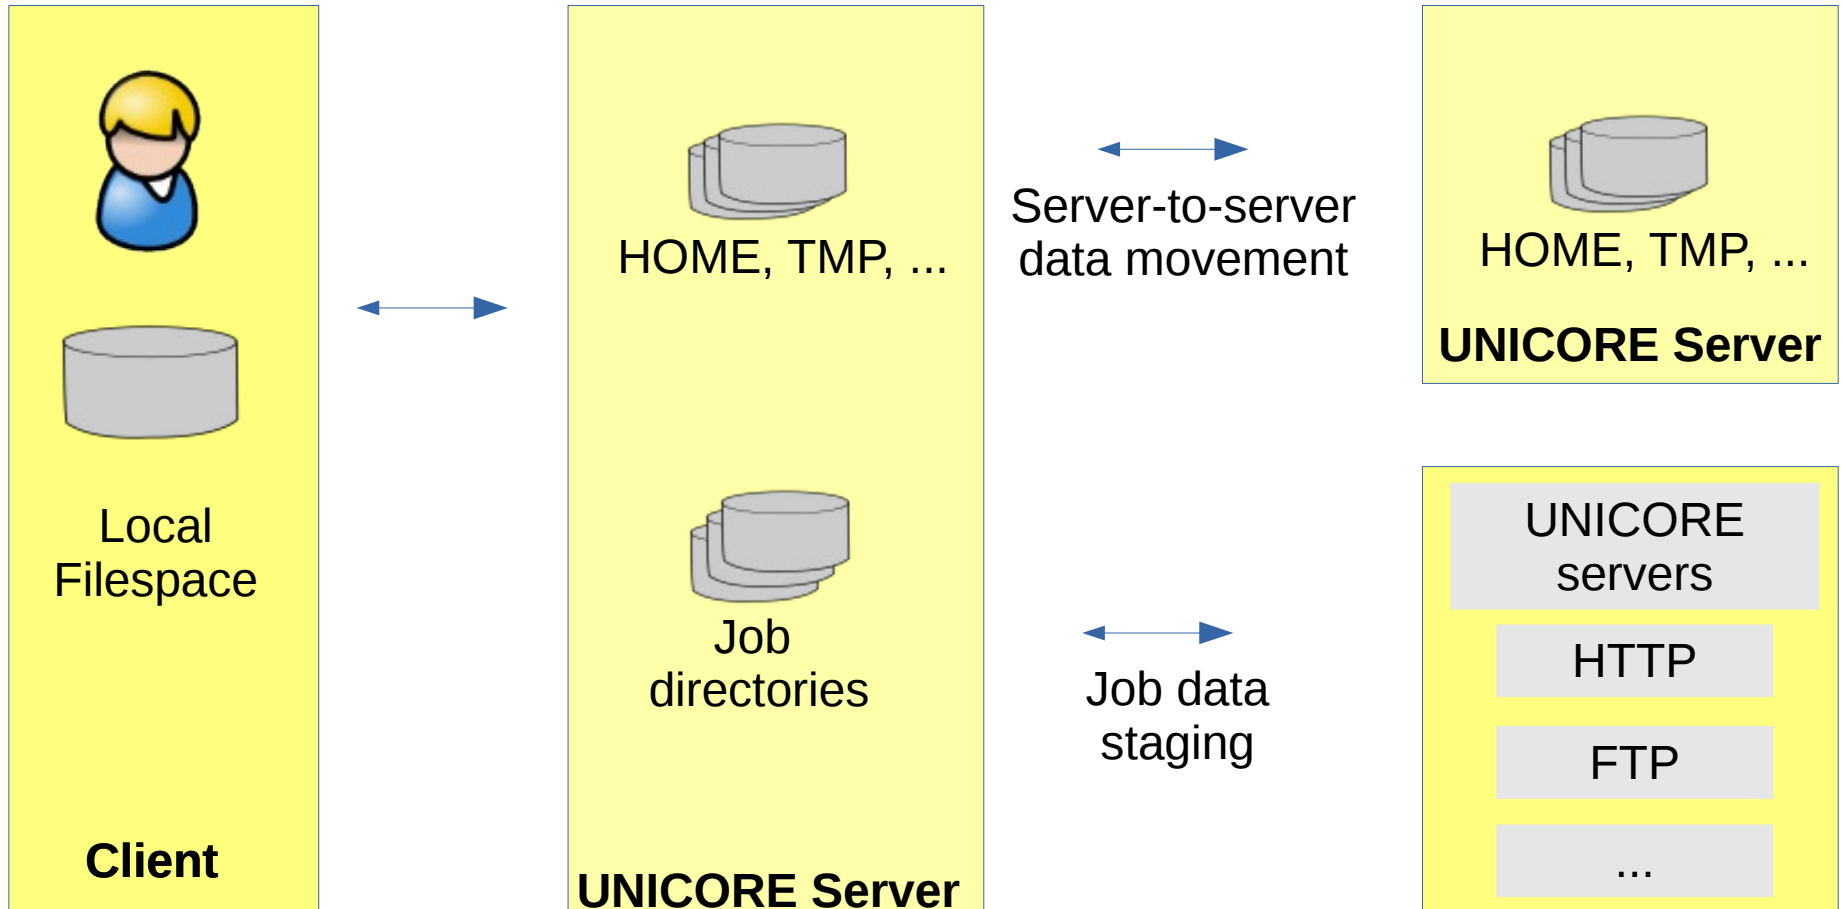 Local
Filespace
Client
HOME, TMP, ...
Job
directories
UNICORE Server
Server-to-server
data movement
Job data
staging
HOME, TMP, ...
UNICORE Server
UNICORE
servers
HTTP
FTP
...